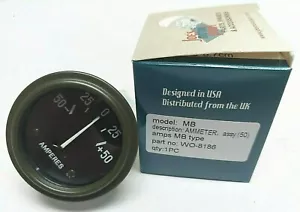 Designed in USA
Distributed from the UK
model: MB
description: AMMETER, assy (50)
amps MB type
part no: WO-8186
qty:1PC
50 25 0 25 +50
AMPERES